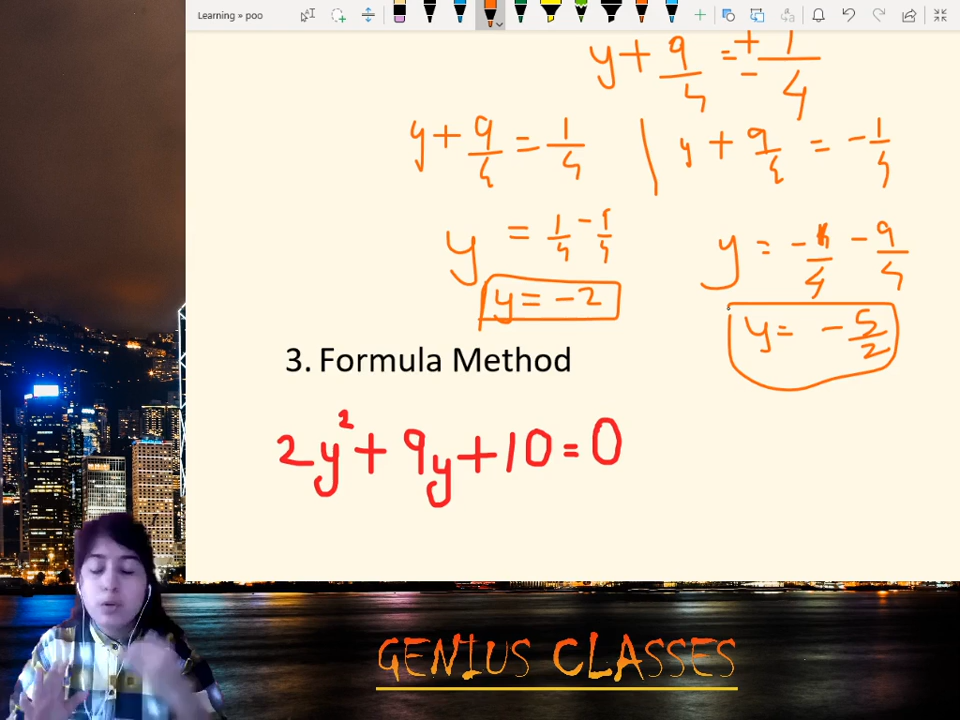 Learning » poo
y + 9/4 = ± 1/4
y + 9/4 = 1/4 | y + 9/4 = -1/4
y = 1/4 - 9/4
y = -1/4 - 9/4
y = -2
y = -5/2
3. Formula Method
2y² + 9y + 10 = 0
GENIUS CLASSES